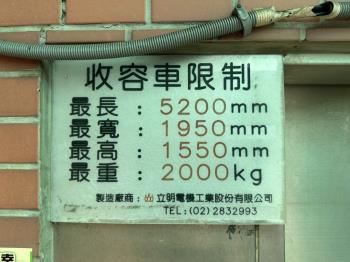 收容車限制
最長：5200mm
最寬：1950mm
最高：1550mm
最重：2000kg
製造廠商：立明電機工業股份有限公司
TEL:(02)2832993